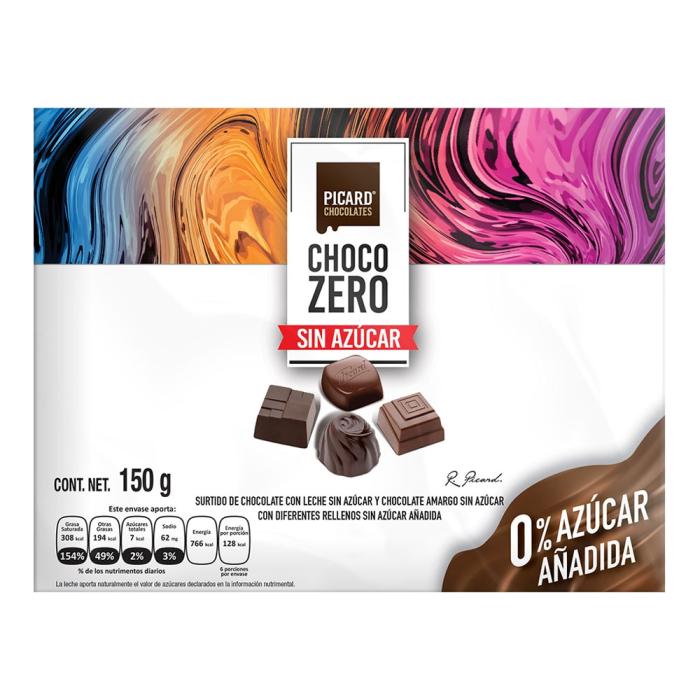 PICARD®
CHOCOLATES
CHOCO
ZERO
SIN AZÚCAR
Picard
CONT. NET. 150 g
R. Picard.
SURTIDO DE CHOCOLATE CON LECHE SIN AZÚCAR Y CHOCOLATE AMARGO SIN AZÚCAR
CON DIFERENTES RELLENOS SIN AZÚCAR AÑADIDA
0% AZÚCAR
AÑADIDA
Este envase aporta:
Grasa Saturada 308 kcal 154%
Otras Grasas 194 kcal 49%
Azúcares totales 7 kcal 2%
Sodio 62 mg 3%
Energía 766 kcal
Energía por porción 128 kcal
% de los nutrimentos diarios
6 porciones
por envase
La leche aporta naturalmente el valor de azúcares declarados en la información nutrimental.